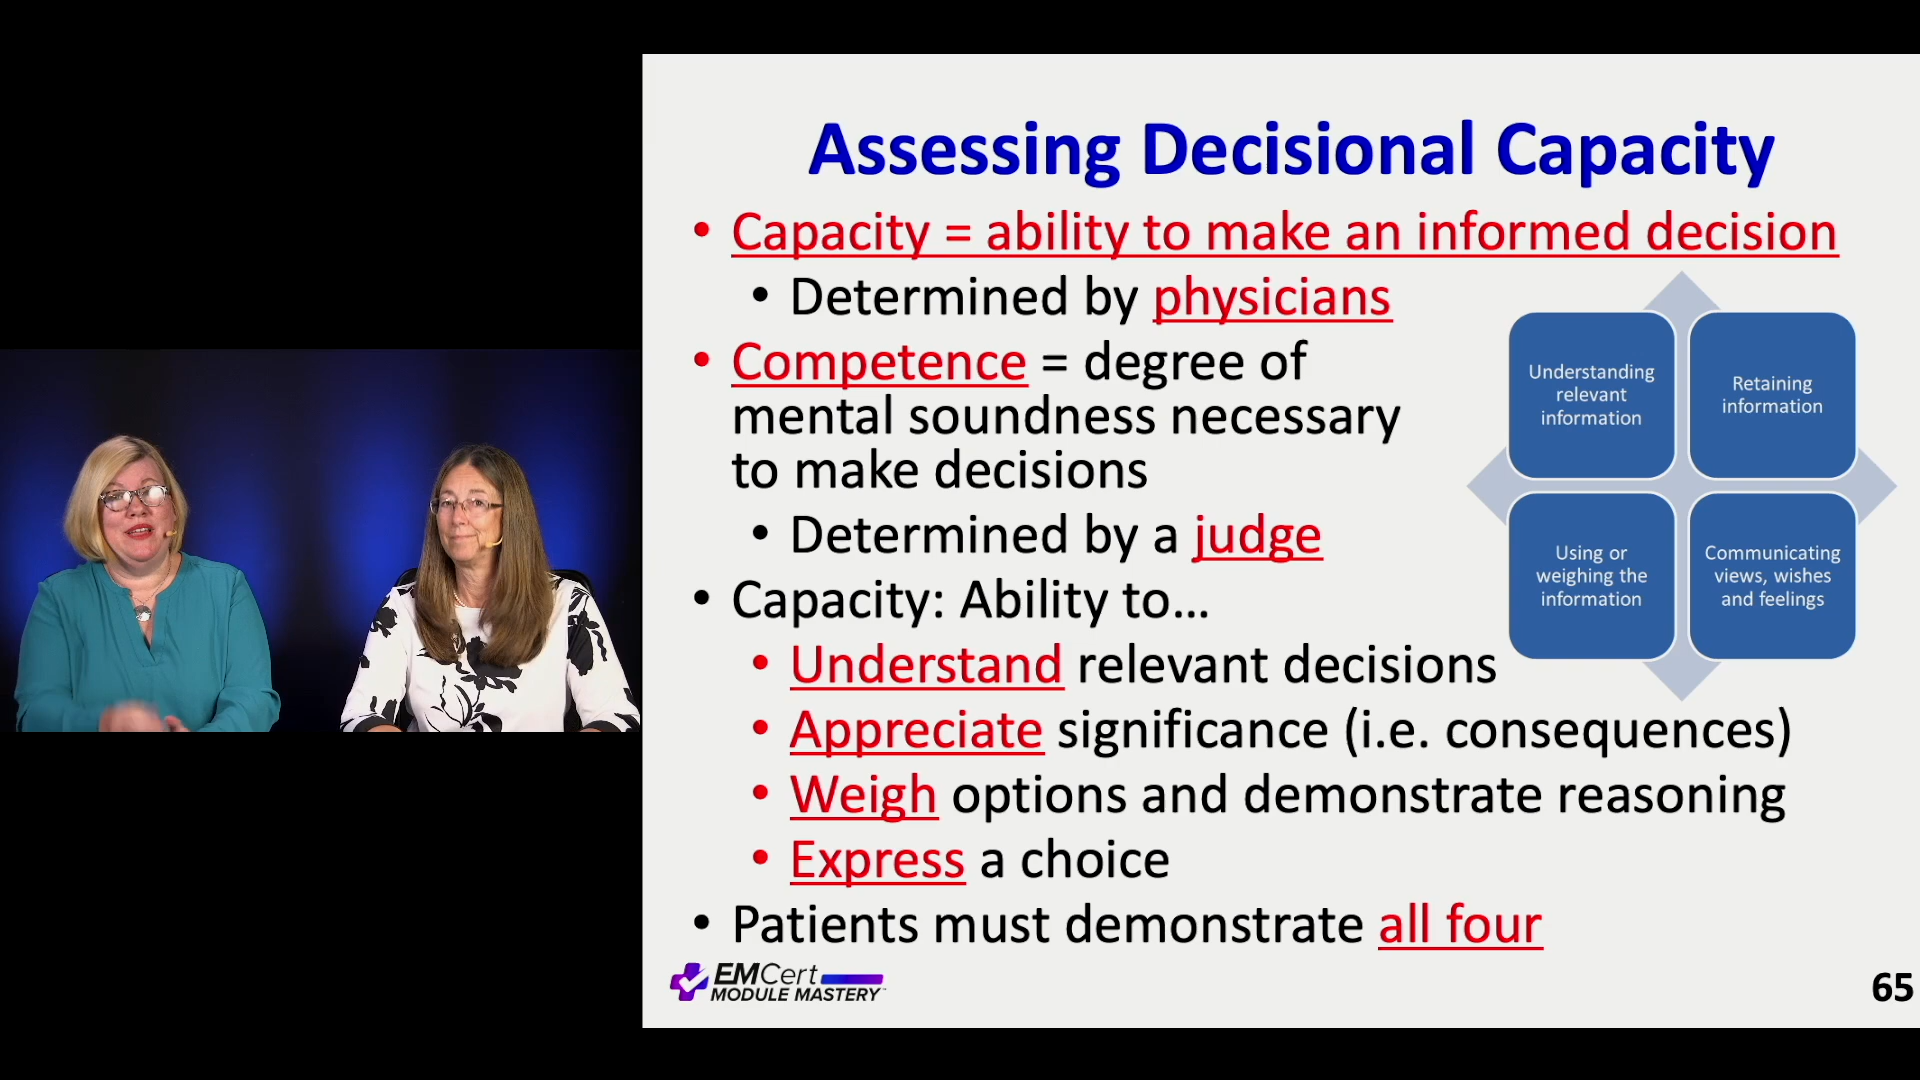 Assessing Decisional Capacity
• Capacity = ability to make an informed decision
• Determined by physicians
• Competence = degree of
mental soundness necessary
to make decisions
• Determined by a judge
• Capacity: Ability to...
• Understand relevant decisions
• Appreciate significance (i.e. consequences)
• Weigh options and demonstrate reasoning
• Express a choice
• Patients must demonstrate all four
Understanding
relevant
information
Retaining
information
Using or
weighing the
information
Communicating
views, wishes
and feelings
EMCert
MODULE MASTERY™
65